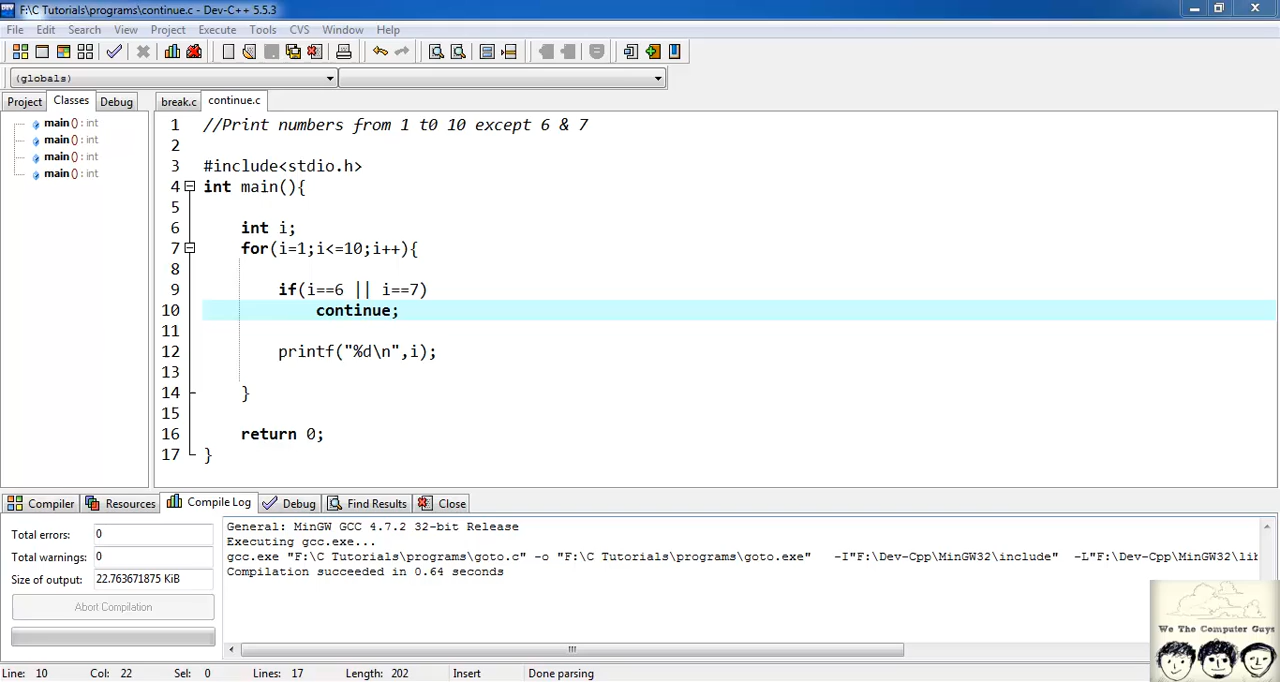 F:\C Tutorials\programs\continue.c - Dev-C++ 5.5.3
File Edit Search View Project Execute Tools CVS Window Help
(globals)
Project Classes Debug break.c continue.c
main() : int
main() : int
main() : int
main() : int
1 //Print numbers from 1 t0 10 except 6 & 7
2
3 #include<stdio.h>
4 int main(){
5
6 int i;
7 for(i=1;i<=10;i++){
8
9 if(i==6 || i==7)
10 continue;
11
12 printf("%d\n",i);
13
14 }
15
16 return 0;
17 }
Compiler Resources Compile Log Debug Find Results Close
Total errors: 0
Total warnings: 0
Size of output: 22.763671875 KiB
Abort Compilation
General: MinGW GCC 4.7.2 32-bit Release
Executing gcc.exe...
gcc.exe "F:\C Tutorials\programs\goto.c" -o "F:\C Tutorials\programs\goto.exe" -I"F:\Dev-Cpp\MinGW32\include" -L"F:\Dev-Cpp\MinGW32\lib
Compilation succeeded in 0.64 seconds
We The Computer Guys
Line: 10 Col: 22 Sel: 0 Lines: 17 Length: 202 Insert Done parsing